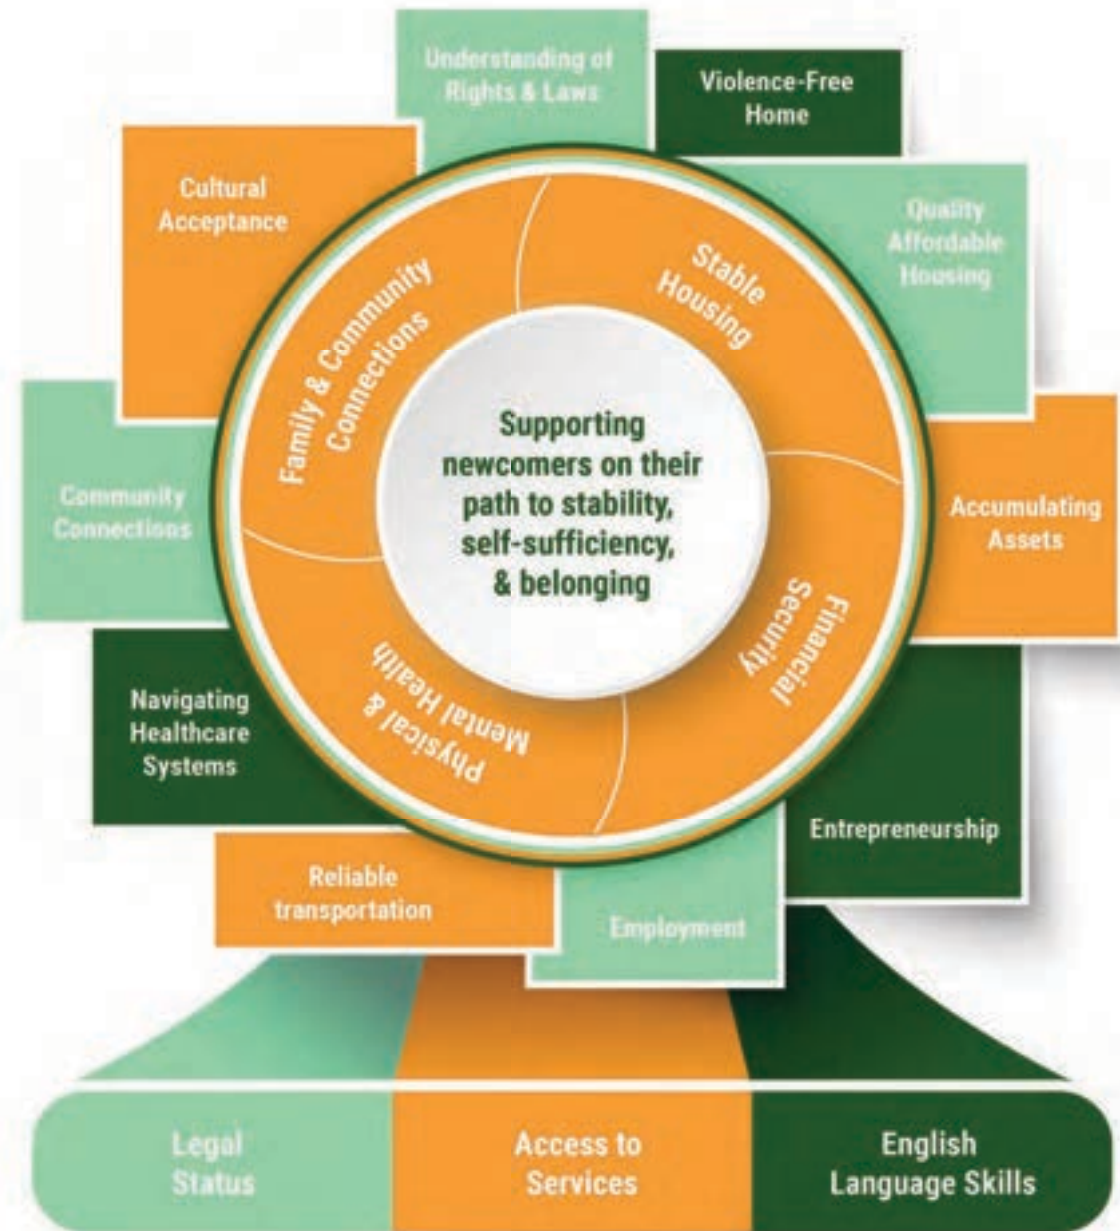 Understanding of
Rights & Laws
Violence-Free
Home
Cultural
Acceptance
Quality
Affordable
Housing
Stable
Housing
Family & Community
Connections
Supporting
newcomers on their
path to stability,
self-sufficiency,
& belonging
Community
Connections
Accumulating
Assets
Financial
Security
Physical &
Mental Health
Navigating
Healthcare
Systems
Entrepreneurship
Reliable
transportation
Employment
Legal
Status
Access to
Services
English
Language Skills